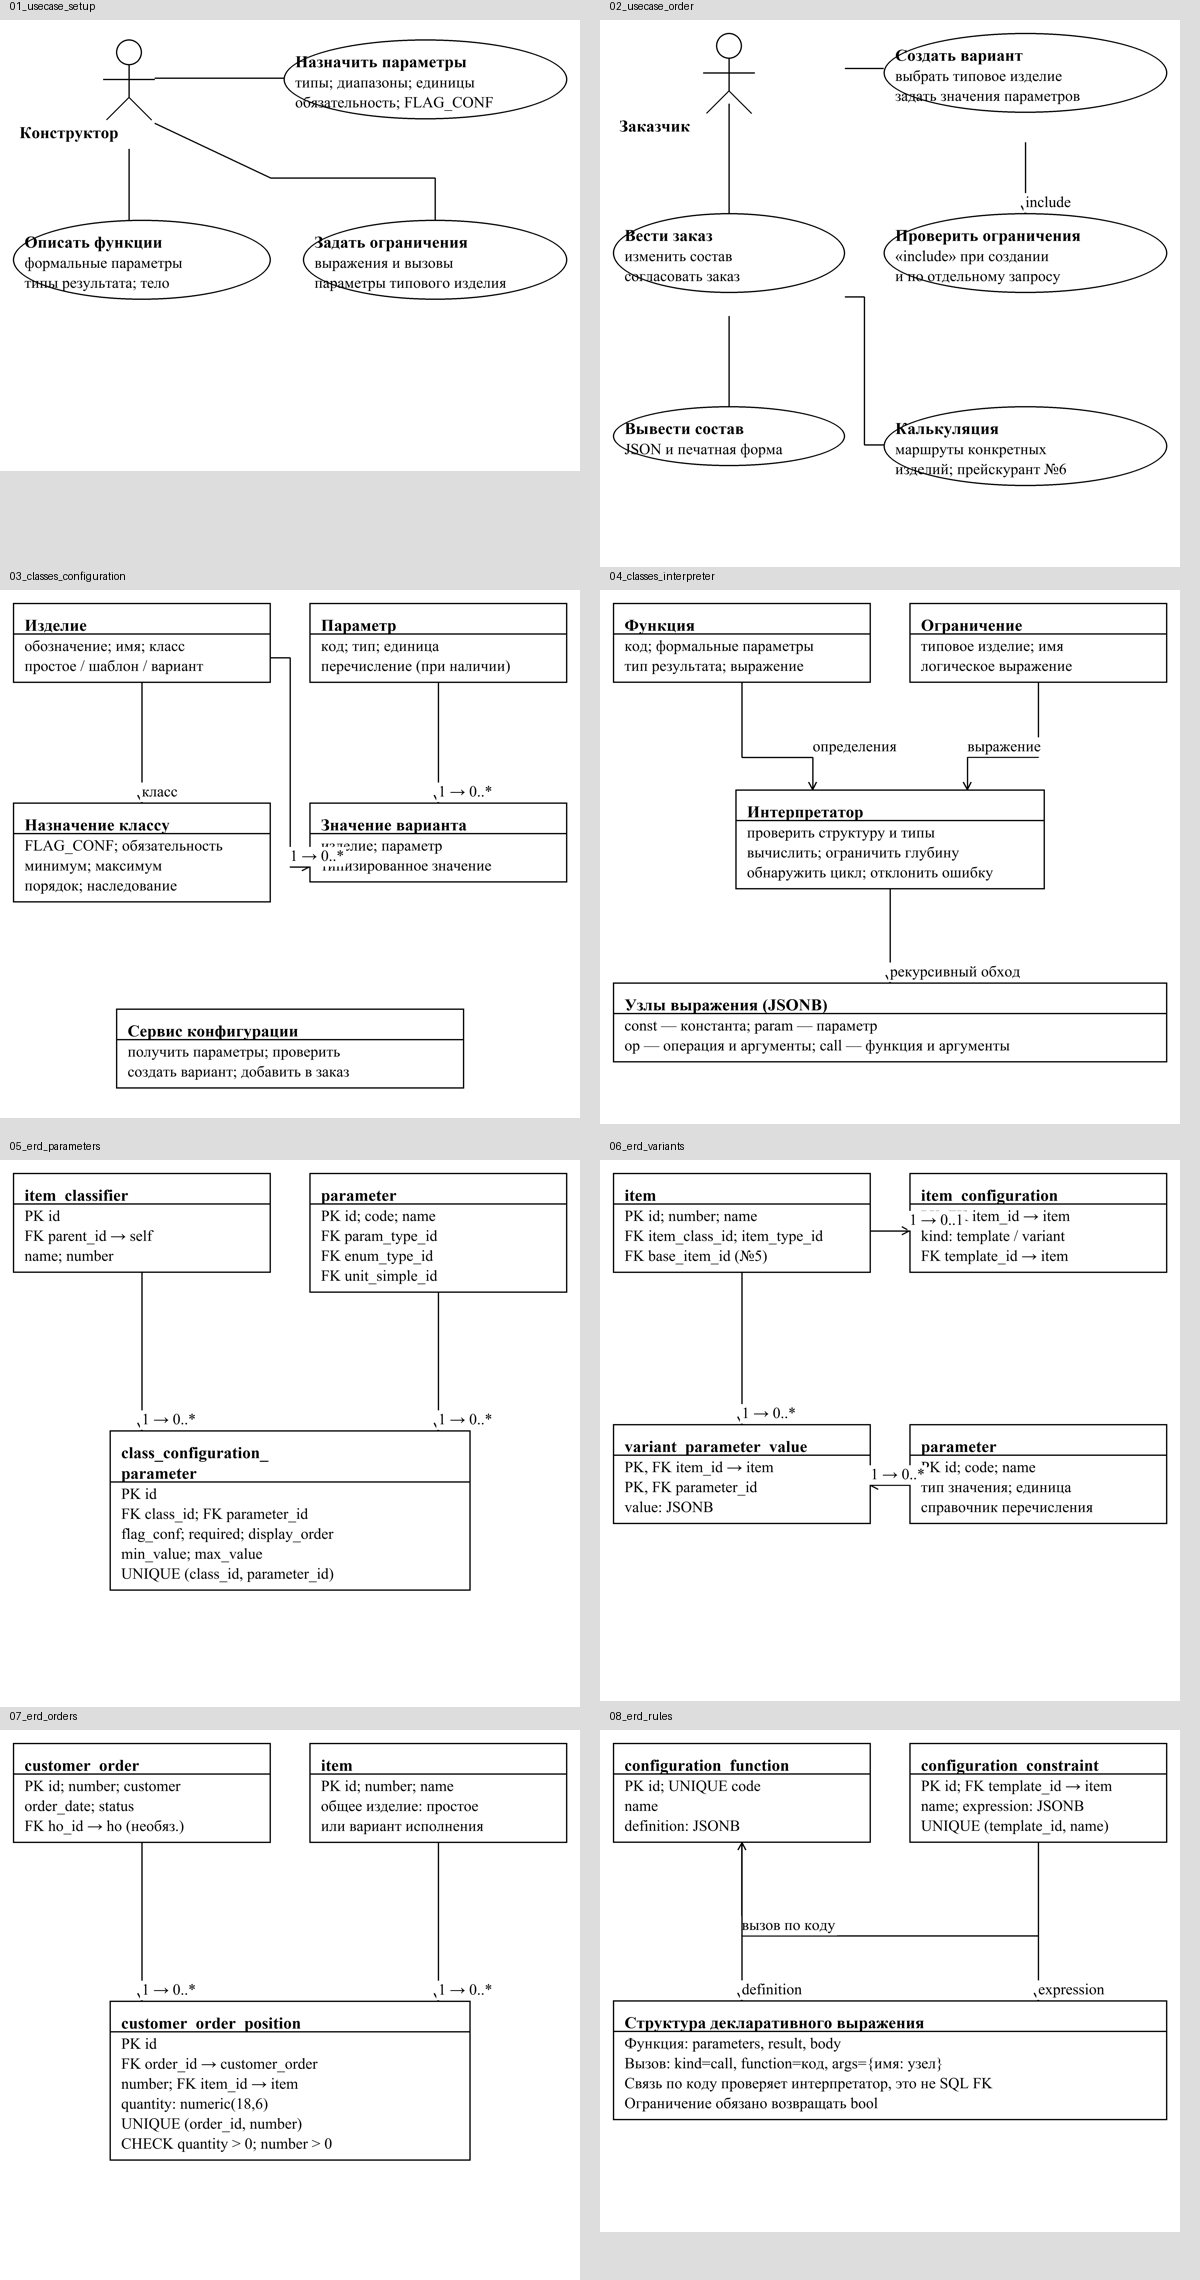 01_usecase_setup
Назначить параметры
типы; диапазоны; единицы
обязательность; FLAG_CONF
Конструктор
Описать функции
формальные параметры
типы результата; тело
Задать ограничения
выражения и вызовы
параметры типового изделия
02_usecase_order
Создать вариант
выбрать типовое изделие
задать значения параметров
Заказчик
include
Вести заказ
изменить состав
согласовать заказ
Проверить ограничения
«include» при создании
и по отдельному запросу
Вывести состав
JSON и печатная форма
Калькуляция
маршруты конкретных
изделий; прейскурант №6
03_classes_configuration
Изделие
обозначение; имя; класс
простое / шаблон / вариант
Параметр
код; тип; единица
перечисление (при наличии)
класс
1 → 0..*
Назначение классу
FLAG_CONF; обязательность
минимум; максимум
порядок; наследование
Значение варианта
изделие; параметр
1 → 0..*
типизированное значение
Сервис конфигурации
получить параметры; проверить
создать вариант; добавить в заказ
04_classes_interpreter
Функция
код; формальные параметры
тип результата; выражение
Ограничение
типовое изделие; имя
логическое выражение
определения
выражение
Интерпретатор
проверить структуру и типы
вычислить; ограничить глубину
обнаружить цикл; отклонить ошибку
рекурсивный обход
Узлы выражения (JSONB)
const — константа; param — параметр
op — операция и аргументы; call — функция и аргументы
05_erd_parameters
item_classifier
PK id
FK parent_id → self
name; number
parameter
PK id; code; name
FK param_type_id
FK enum_type_id
FK unit_simple_id
1 → 0..*
1 → 0..*
class_configuration_
parameter
PK id
FK class_id; FK parameter_id
flag_conf; required; display_order
min_value; max_value
UNIQUE (class_id, parameter_id)
06_erd_variants
item
PK id; number; name
FK item_class_id; item_type_id
FK base_item_id (№5)
item_configuration
1 → 0..1
item_id → item
kind: template / variant
FK template_id → item
1 → 0..*
variant_parameter_value
PK, FK item_id → item
PK, FK parameter_id
value: JSONB
1 → 0..*
parameter
PK id; code; name
тип значения; единица
справочник перечисления
07_erd_orders
customer_order
PK id; number; customer
order_date; status
FK ho_id → ho (необяз.)
item
PK id; number; name
общее изделие: простое
или вариант исполнения
1 → 0..*
1 → 0..*
customer_order_position
PK id
FK order_id → customer_order
number; FK item_id → item
quantity: numeric(18,6)
UNIQUE (order_id, number)
CHECK quantity > 0; number > 0
08_erd_rules
configuration_function
PK id; UNIQUE code
name
definition: JSONB
configuration_constraint
PK id; FK template_id → item
name; expression: JSONB
UNIQUE (template_id, name)
вызов по коду
definition
expression
Структура декларативного выражения
Функция: parameters, result, body
Вызов: kind=call, function=код, args={имя: узел}
Связь по коду проверяет интерпретатор, это не SQL FK
Ограничение обязано возвращать bool